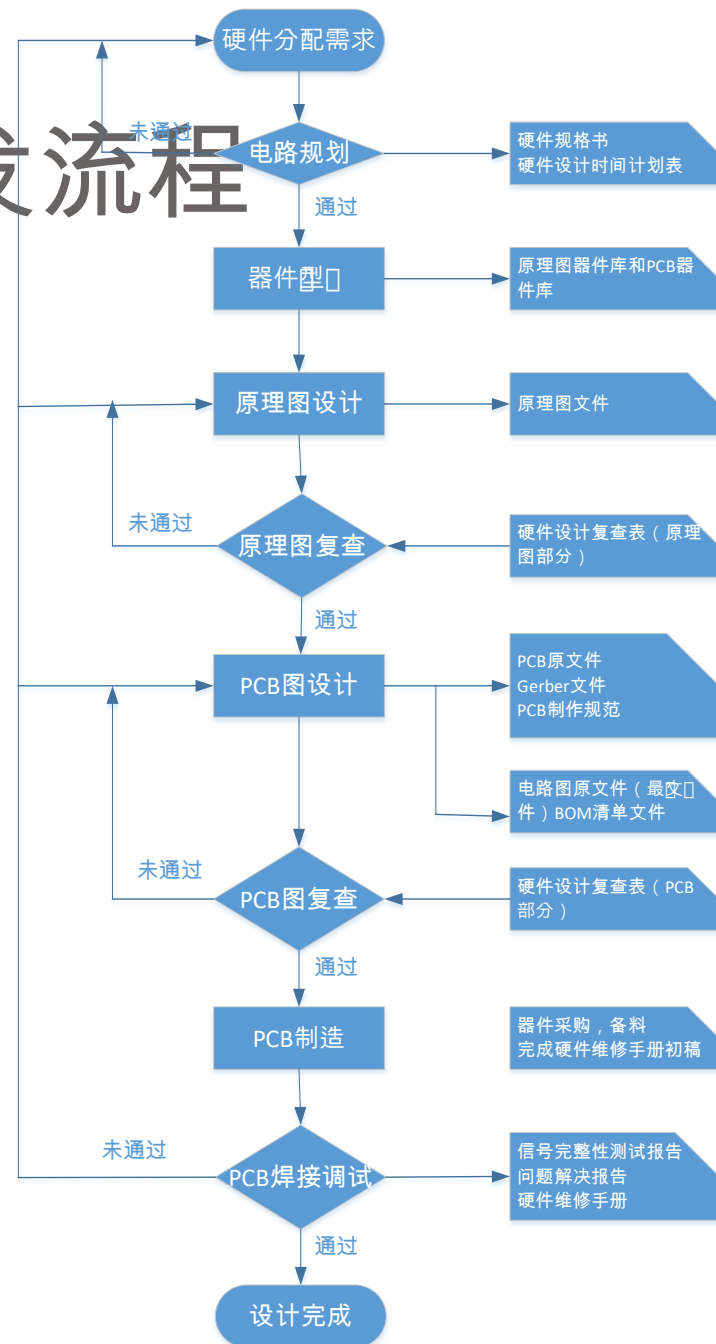 硬件分配需求
发流程
未通过
电路规划
硬件规格书
硬件设计时间计划表
通过
器件型
原理图器件库和PCB器
件库
原理图设计
原理图文件
未通过
原理图复查
硬件设计复查表（原理
图部分）
通过
PCB图设计
PCB原文件
Gerber文件
PCB制作规范
电路图原文件（最
件）BOM清单文件
未通过
PCB图复查
硬件设计复查表（PCB
部分）
通过
PCB制造
器件采购，备料
完成硬件维修手册初稿
未通过
PCB焊接调试
信号完整性测试报告
问题解决报告
硬件维修手册
通过
设计完成